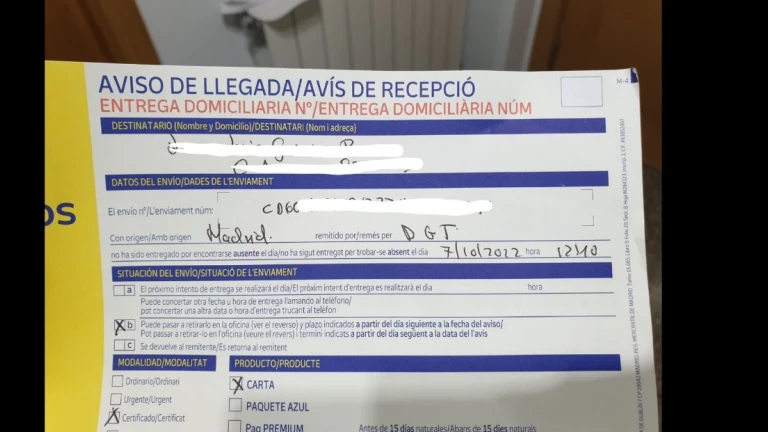 AVISO DE LLEGADA/AVÍS DE RECEPCIÓ
M-4
ENTREGA DOMICILIARIA Nº/ENTREGA DOMICILIÀRIA NÚM
DESTINATARIO (Nombre y Domicilio)/DESTINATARI (Nom i adreça)
DATOS DEL ENVÍO/DADES DE L'ENVIAMENT
OS
El envío nº/L'enviament núm: CD60
Con origen/Amb origen Madrid remitido por/remès per DGT
no ha sido entregado por encontrarse ausente el día/no ha sigut entregat per trobar-se absent el dia 7/10/2022 hora 12:10
SITUACIÓN DEL ENVÍO/SITUACIÓ DE L'ENVIAMENT
a El próximo intento de entrega se realizará el día/El pròxim intent d'entrega es realitzarà el dia hora
Puede concertar otra fecha u hora de entrega llamando al teléfono/
pot concertar una altra data o hora d'entrega trucant al telèfon
X b Puede pasar a retirarlo en la oficina (ver el reverso) y plazo indicados a partir del día siguiente a la fecha del aviso/
Pot passar a retirar-lo en l'oficina (veure el revers) i termini indicats a partir del dia següent a la data del l'avis
c Se devuelve al remitente/Es retorna al remitent
MODALIDAD/MODALITAT PRODUCTO/PRODUCTE
Ordinario/Ordinari X CARTA
Urgente/Urgent PAQUETE AZUL
X Certificado/Certificat Paq PREMIUM Antes de 15 días naturales/Abans de 15 dies naturals